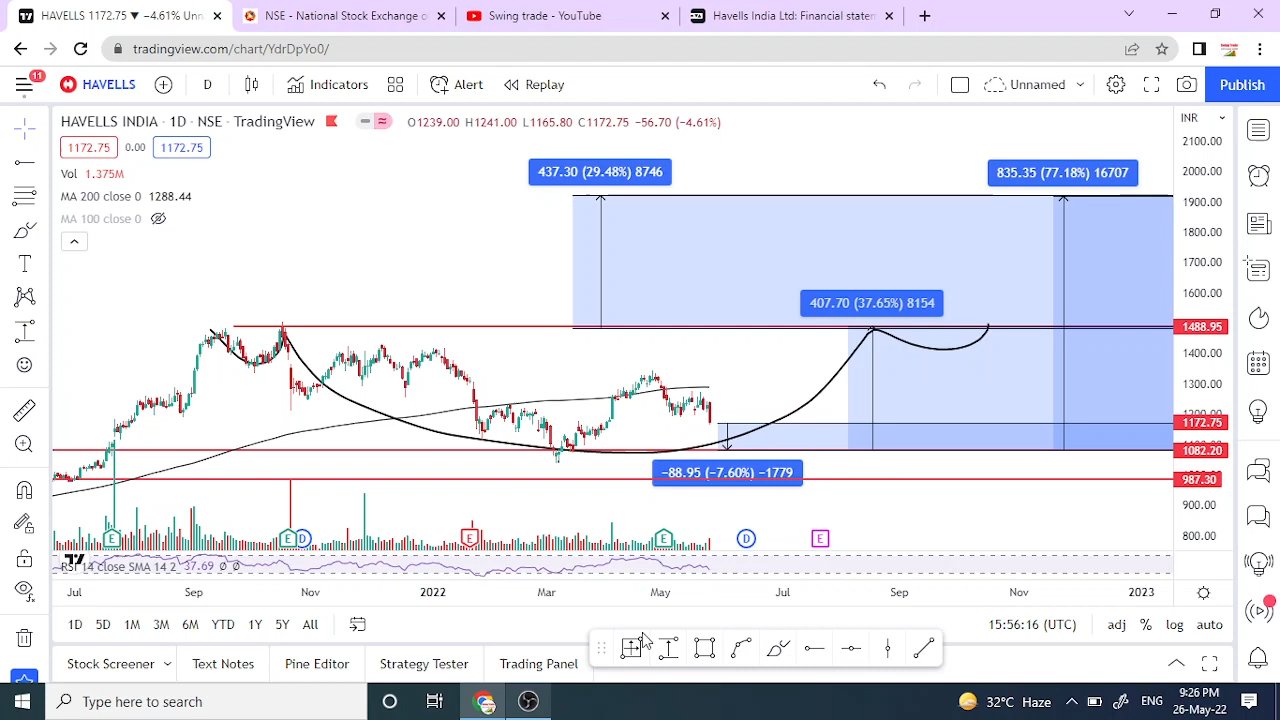 HAVELLS 1172.75 ▼ −4.61% Unn
NSE - National Stock Exchange o
Swing trade - YouTube
Havells India Ltd: Financial statem
tradingview.com/chart/YdrDpYo0/
11
HAVELLS
D
Indicators
Alert
Replay
Unnamed
Publish
HAVELLS INDIA · 1D · NSE · TradingView
O1239.00 H1241.00 L1165.80 C1172.75 −56.70 (−4.61%)
INR
1172.75 0.00 1172.75
Vol 1.375M
MA 200 close 0 1288.44
MA 100 close 0
437.30 (29.48%) 8746
835.35 (77.18%) 16707
407.70 (37.65%) 8154
−88.95 (−7.60%) −1779
2100.00
2000.00
1900.00
1800.00
1700.00
1600.00
1488.95
1400.00
1300.00
1172.75
1082.20
987.30
900.00
800.00
E E D E E D E
RSI 14 close SMA 14 2 37.69 ∅ ∅
Jul Sep Nov 2022 Mar May Jul Sep Nov 2023
1D 5D 1M 3M 6M YTD 1Y 5Y All
15:56:16 (UTC) adj % log auto
Stock Screener Text Notes Pine Editor Strategy Tester Trading Panel
Type here to search
32°C Haze
ENG
9:26 PM
26-May-22